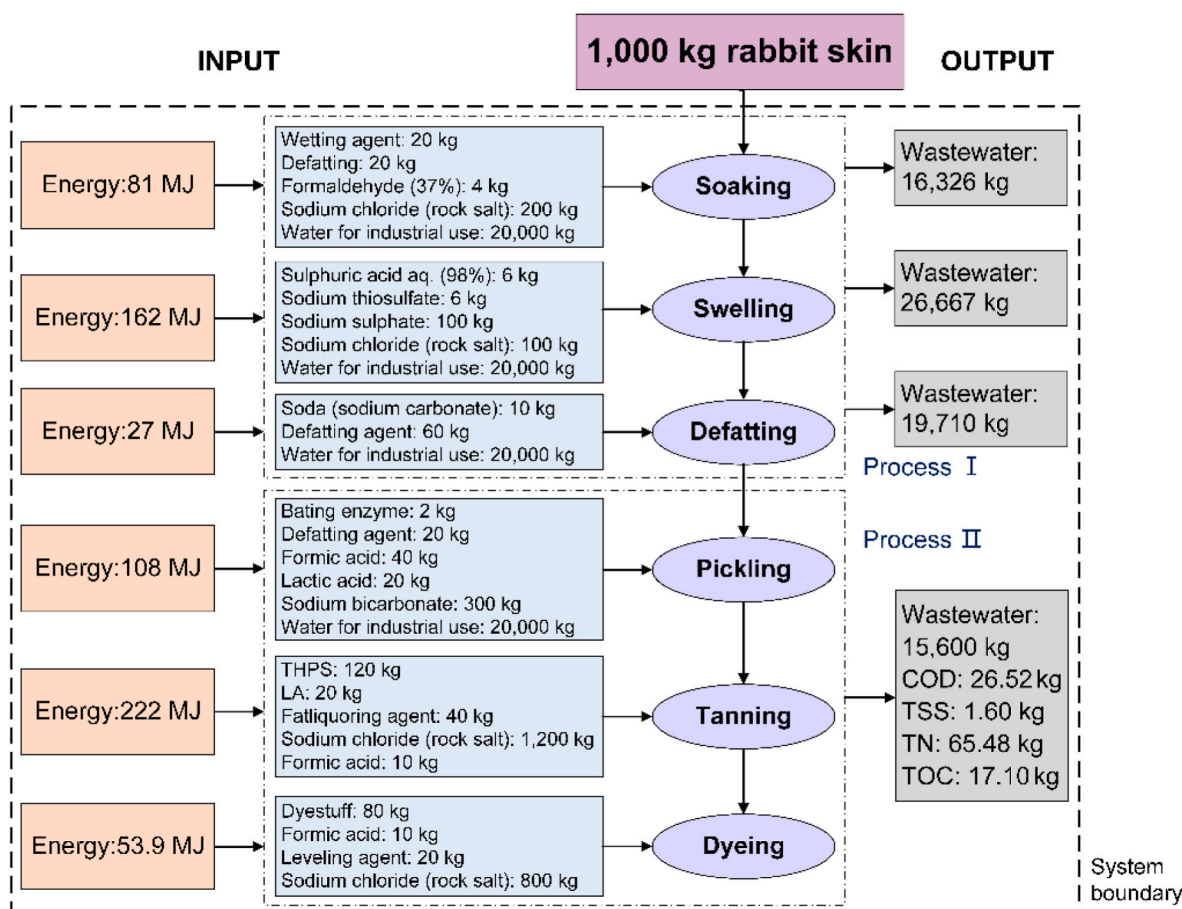 1,000 kg rabbit skin
INPUT
OUTPUT
Energy:81 MJ
Wetting agent: 20 kg
Defatting: 20 kg
Formaldehyde (37%): 4 kg
Sodium chloride (rock salt): 200 kg
Water for industrial use: 20,000 kg
Soaking
Wastewater:
16,326 kg
Energy:162 MJ
Sulphuric acid aq. (98%): 6 kg
Sodium thiosulfate: 6 kg
Sodium sulphate: 100 kg
Sodium chloride (rock salt): 100 kg
Water for industrial use: 20,000 kg
Swelling
Wastewater:
26,667 kg
Energy:27 MJ
Soda (sodium carbonate): 10 kg
Defatting agent: 60 kg
Water for industrial use: 20,000 kg
Defatting
Wastewater:
19,710 kg
Process Ⅰ
Process Ⅱ
Energy:108 MJ
Bating enzyme: 2 kg
Defatting agent: 20 kg
Formic acid: 40 kg
Lactic acid: 20 kg
Sodium bicarbonate: 300 kg
Water for industrial use: 20,000 kg
Pickling
Energy:222 MJ
THPS: 120 kg
LA: 20 kg
Fatliquoring agent: 40 kg
Sodium chloride (rock salt): 1,200 kg
Formic acid: 10 kg
Tanning
Wastewater:
15,600 kg
COD: 26.52 kg
TSS: 1.60 kg
TN: 65.48 kg
TOC: 17.10 kg
Energy:53.9 MJ
Dyestuff: 80 kg
Formic acid: 10 kg
Leveling agent: 20 kg
Sodium chloride (rock salt): 800 kg
Dyeing
System
boundary